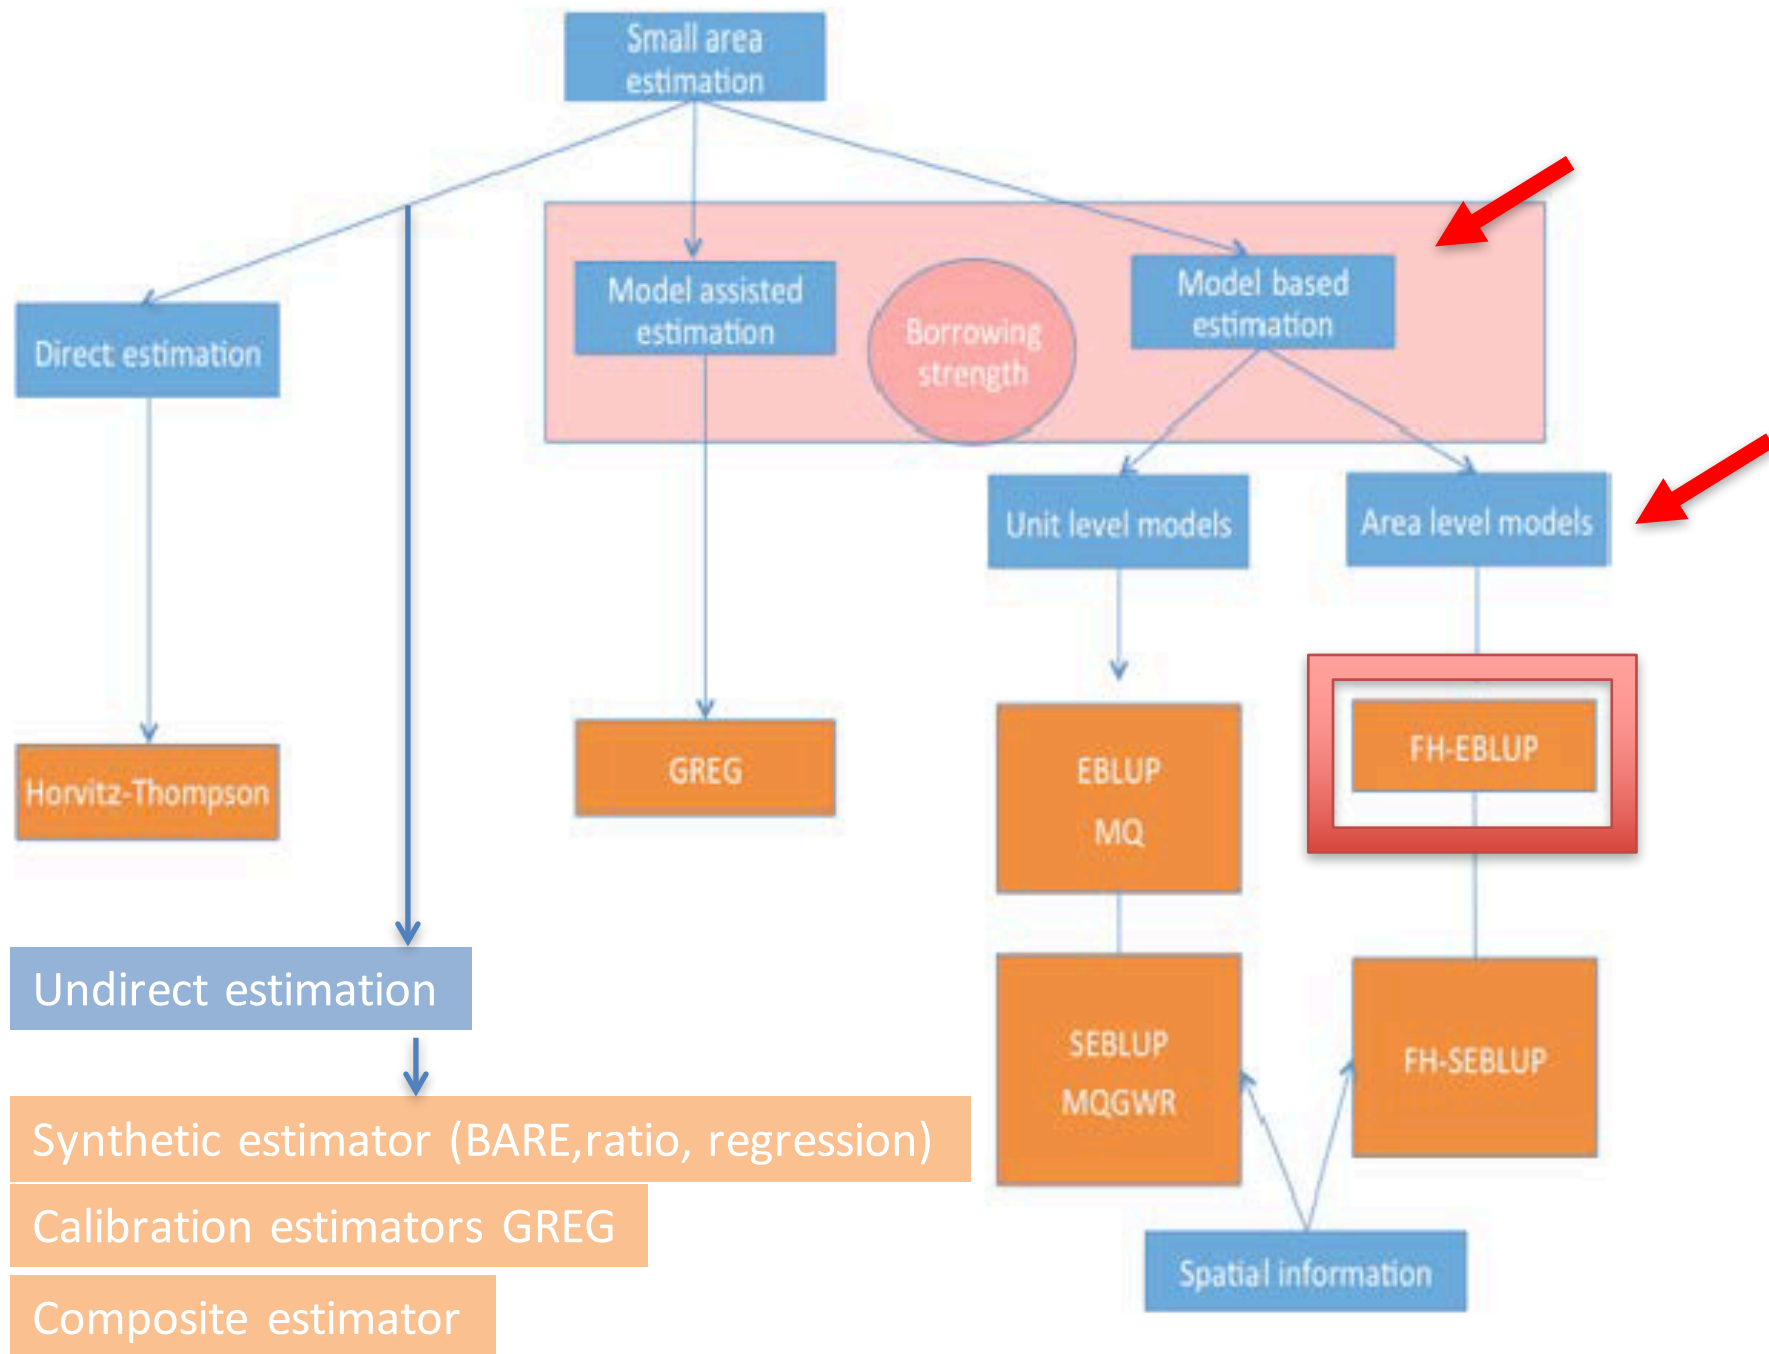 Small area
estimation
Direct estimation
Model assisted
estimation
Borrowing
strength
Model based
estimation
Unit level models
Area level models
Horvitz-Thompson
GREG
EBLUP
MQ
FH-EBLUP
SEBLUP
MQGWR
FH-SEBLUP
Spatial information
Undirect estimation
Synthetic estimator (BARE,ratio, regression)
Calibration estimators GREG
Composite estimator